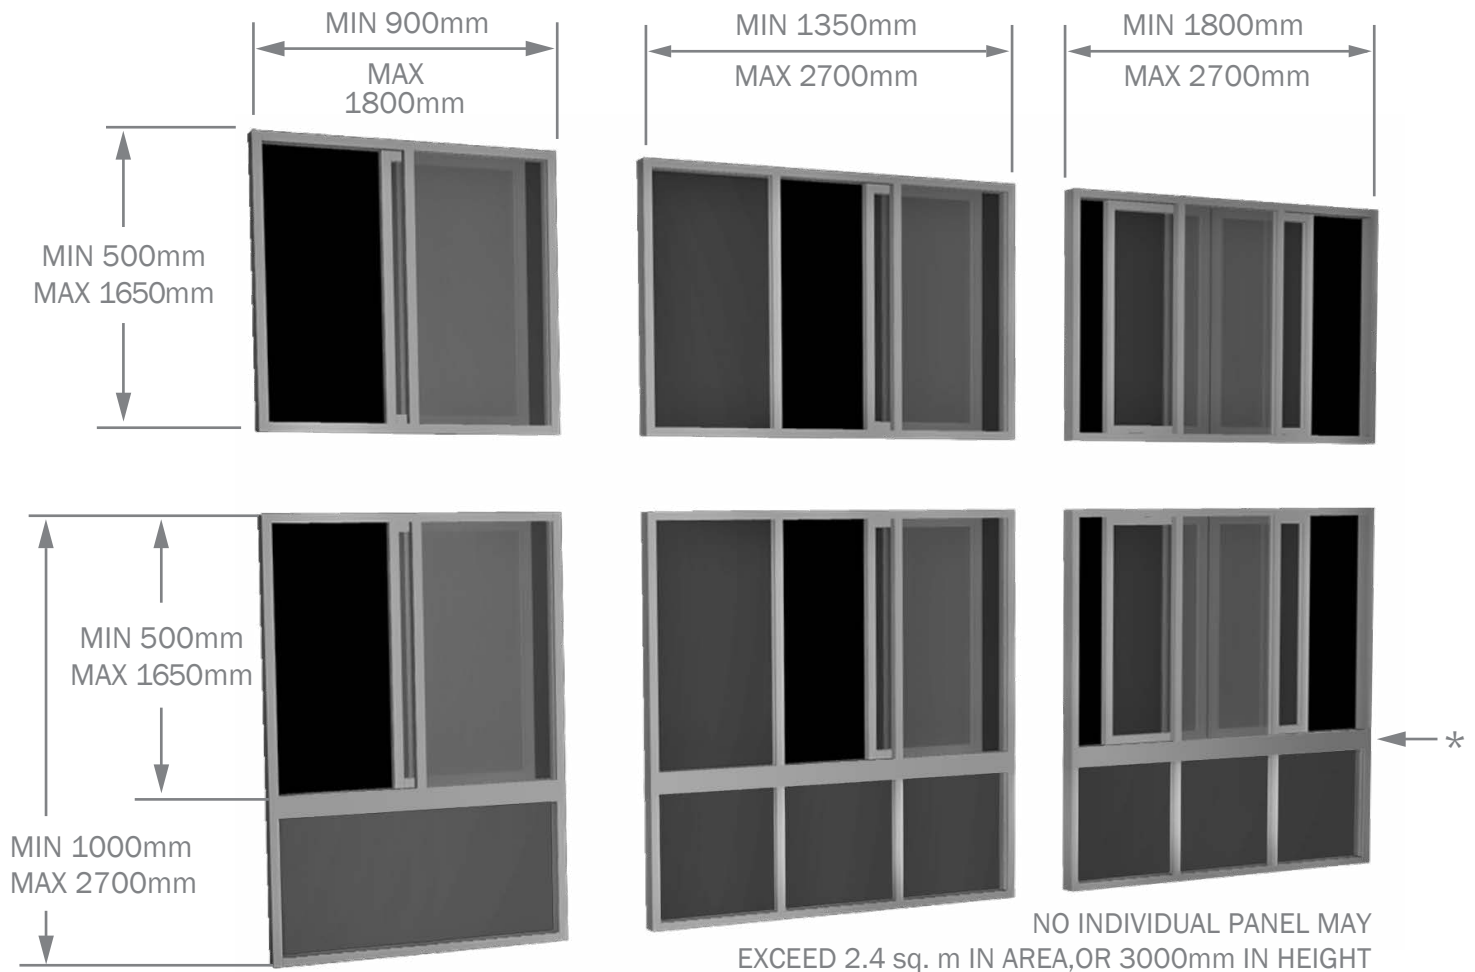 MIN 900mm
MAX
1800mm
MIN 1350mm
MAX 2700mm
MIN 1800mm
MAX 2700mm
MIN 500mm
MAX 1650mm
MIN 500mm
MAX 1650mm
*
MIN 1000mm
MAX 2700mm
NO INDIVIDUAL PANEL MAY
EXCEED 2.4 sq. m IN AREA,OR 3000mm IN HEIGHT